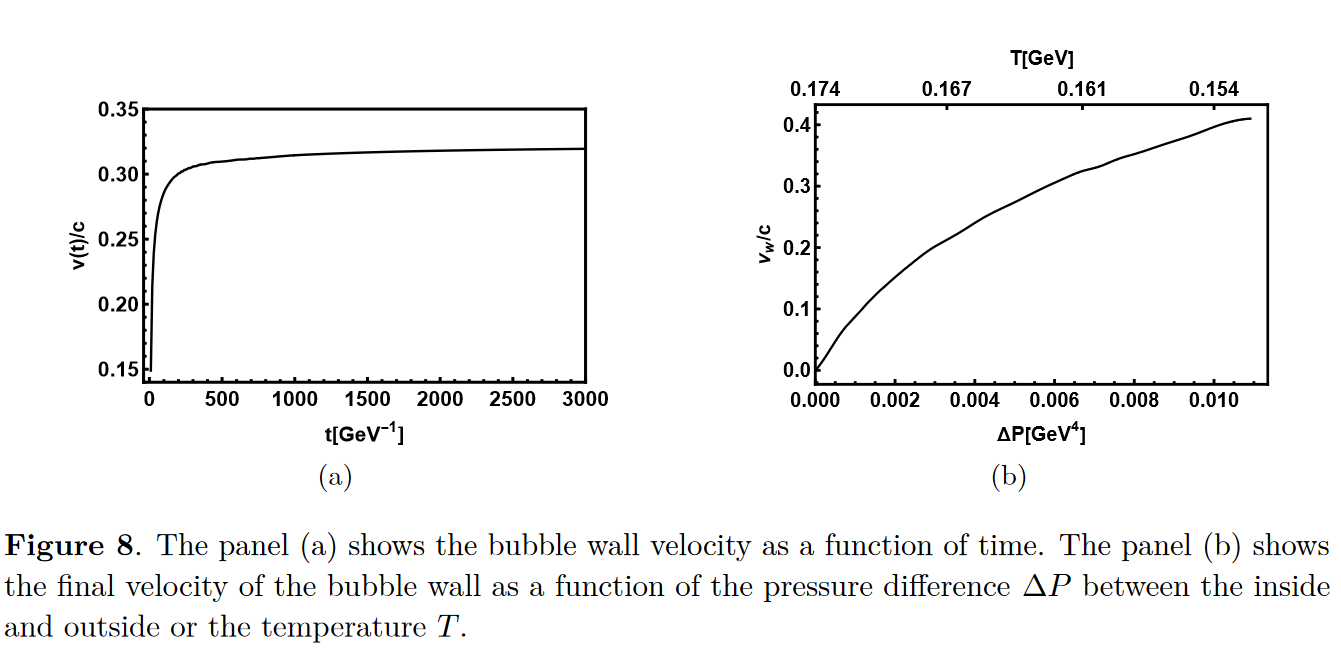 0.35
0.30
0.25
0.20
0.15
v(t)/c
0 500 1000 1500 2000 2500 3000
t[GeV⁻¹]
(a)
T[GeV]
0.174 0.167 0.161 0.154
0.4
0.3
0.2
0.1
0.0
v_w/c
0.000 0.002 0.004 0.006 0.008 0.010
ΔP[GeV⁴]
(b)
Figure 8. The panel (a) shows the bubble wall velocity as a function of time. The panel (b) shows
the final velocity of the bubble wall as a function of the pressure difference ΔP between the inside
and outside or the temperature T.